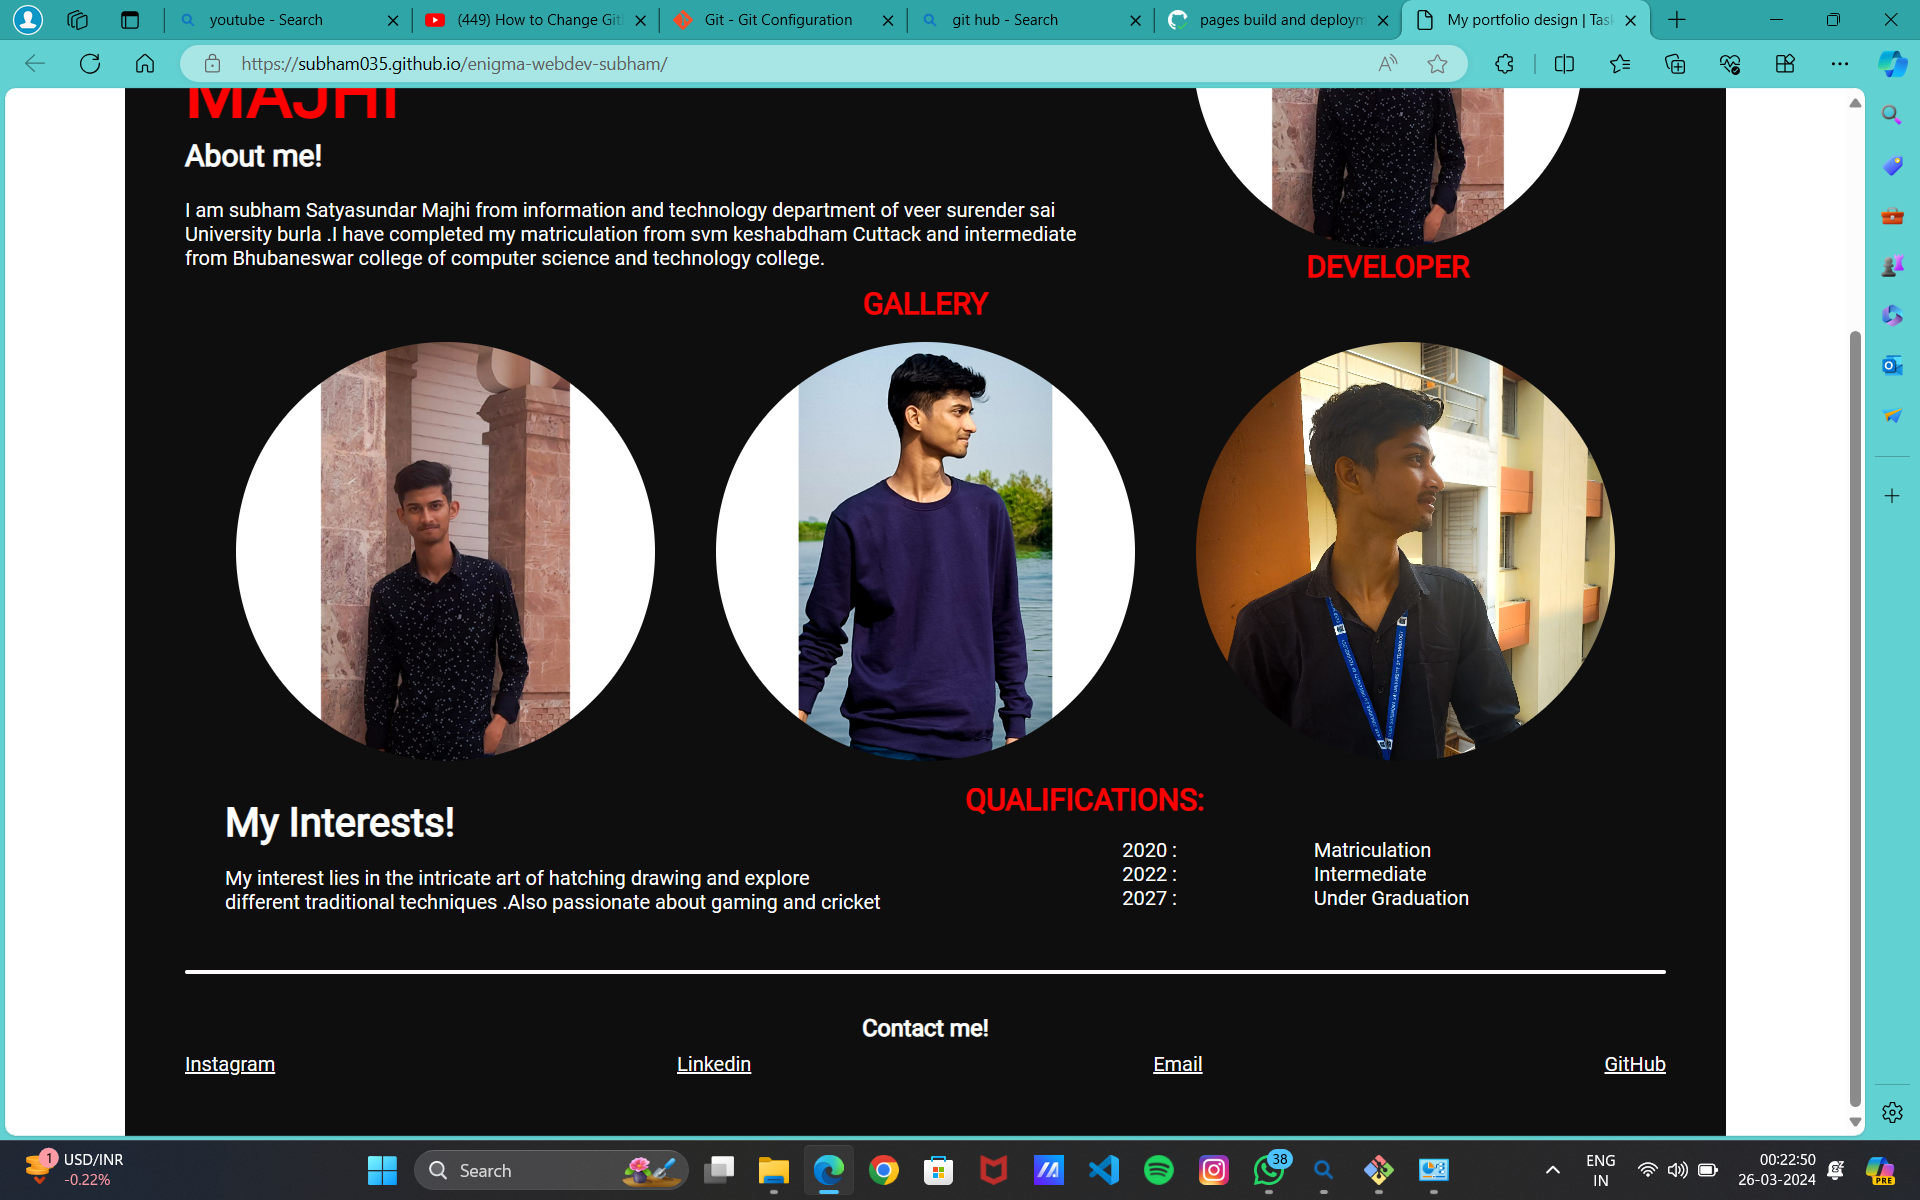 youtube - Search
(449) How to Change Git
Git - Git Configuration
git hub - Search
pages build and deploym
My portfolio design | Tas
https://subham035.github.io/enigma-webdev-subham/
MAJHI
About me!
I am subham Satyasundar Majhi from information and technology department of veer surender sai
University burla .I have completed my matriculation from svm keshabdham Cuttack and intermediate
from Bhubaneswar college of computer science and technology college.
DEVELOPER
GALLERY
My Interests!
My interest lies in the intricate art of hatching drawing and explore
different traditional techniques .Also passionate about gaming and cricket
QUALIFICATIONS:
2020 : Matriculation
2022 : Intermediate
2027 : Under Graduation
Contact me!
Instagram Linkedin Email GitHub
1
USD/INR
-0.22%
Search
38
ENG
IN
00:22:50
26-03-2024
PRE